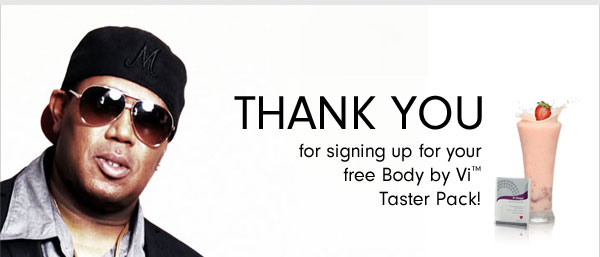 M
THANK YOU
for signing up for your
free Body by Vi™
Taster Pack!